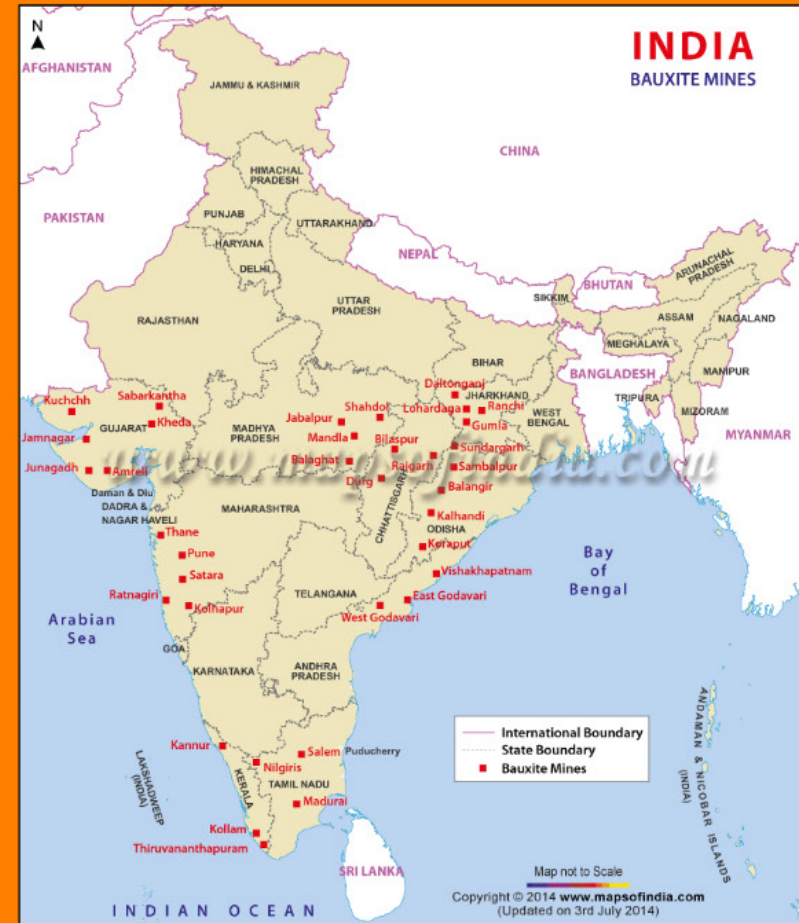 N
INDIA
BAUXITE MINES
AFGHANISTAN
JAMMU & KASHMIR
CHINA
HIMACHAL
PRADESH
PAKISTAN
PUNJAB
UTTARAKHAND
HARYANA
DELHI
NEPAL
ARUNACHAL
PRADESH
BHUTAN
SIKKIM
RAJASTHAN
UTTAR
PRADESH
ASSAM
NAGALAND
MEGHALAYA
BIHAR
MANIPUR
BANGLADESH
TRIPURA
MIZORAM
Kuchchh
Sabarkantha
GUJARAT
Kheda
Jamnagar
Junagadh
Amreli
MADHYA
PRADESH
Jabalpur
Shahdol
Mandla
Bilaspur
Balaghat
Durg
Raigarh
Daltonganj
JHARKHAND
Lohardaga
Ranchi
Gumla
WEST
BENGAL
Sundargarh
Sambalpur
Balangir
MYANMAR
www.mapsofindia.com
Daman & Diu
DADRA &
NAGAR HAVELI
MAHARASHTRA
CHHATTISGARH
Kalhandi
ODISHA
Koraput
Thane
Pune
Satara
Ratnagiri
Kolhapur
Vishakhapatnam
Bay
of
Bengal
TELANGANA
East Godavari
West Godavari
Arabian
Sea
GOA
KARNATAKA
ANDHRA
PRADESH
ANDAMAN & NICOBAR ISLANDS
(INDIA)
International Boundary
State Boundary
Bauxite Mines
Kannur
Salem
Puducherry
Nilgiris
LAKSHADWEEP
(INDIA)
KERALA
TAMIL NADU
Madurai
Kollam
Thiruvananthapuram
SRI LANKA
Map not to Scale
Copyright © 2014 www.mapsofindia.com
(Updated on 3rd July 2014)
INDIAN OCEAN